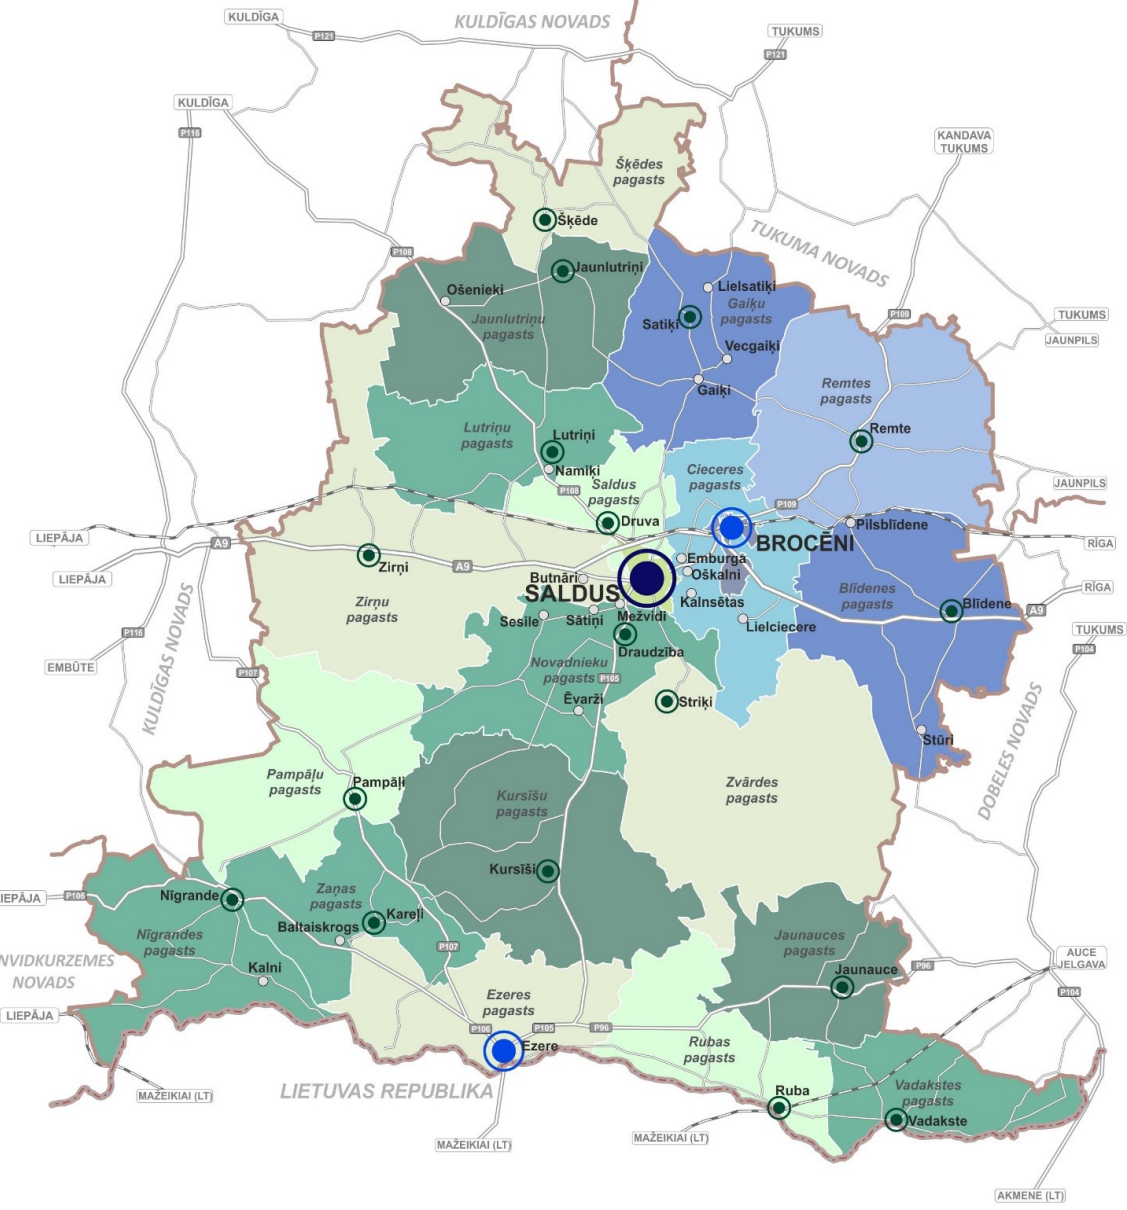 KULDĪGA
KULDĪGAS NOVADS
P121
TUKUMS
P121
KULDĪGA
P116
KANDAVA
TUKUMS
Šķēdes
pagasts
Šķēde
TUKUMA NOVADS
P108
Jaunlutriņi
Ošenieki
Jaunlutriņu
pagasts
Lielsatiķi
Gaiķu
pagasts
Satiķi
Vecgaiķi
Gaiķi
P109
TUKUMS
JAUNPILS
Remtes
pagasts
Remte
Lutriņu
pagasts
Lutriņi
Namiķi
P108
Saldus
pagasts
Cieceres
pagasts
JAUNPILS
P109
Druva
Pilsblīdene
BROCĒNI
LIEPĀJA
A9
RĪGA
LIEPĀJA
A9
Zirņi
Emburga
Oškalni
Butnāri
SALDUS
Kalnsētas
Blīdenes
pagasts
Blīdene
RĪGA
A9
Zirņu
pagasts
Sesile
Sātiņi
Mežvidi
Lielciecere
KULDĪGAS NOVADS
P116
EMBŪTE
P107
Draudzība
TUKUMS
P104
Novadnieku
pagasts
P105
Ēvarži
Striķi
Stūri
DOBELES NOVADS
Pampāļu
pagasts
Pampāļi
Kursīšu
pagasts
Zvārdes
pagasts
Kursīši
LIEPĀJA
P106
Nīgrande
Zaņas
pagasts
Kareļi
Baltaiskrogs
Nīgrandes
pagasts
Kalni
P107
NVIDKURZEMES
NOVADS
LIEPĀJA
Jaunauces
pagasts
Jaunauce
P96
AUCE
JELGAVA
P104
Ezeres
pagasts
P106
P105
P96
Ezere
Rubas
pagasts
Ruba
Vadakstes
pagasts
Vadakste
LIETUVAS REPUBLIKA
MAŽEIKIAI (LT)
MAŽEIKIAI (LT)
MAŽEIKIAI (LT)
AKMENE (LT)